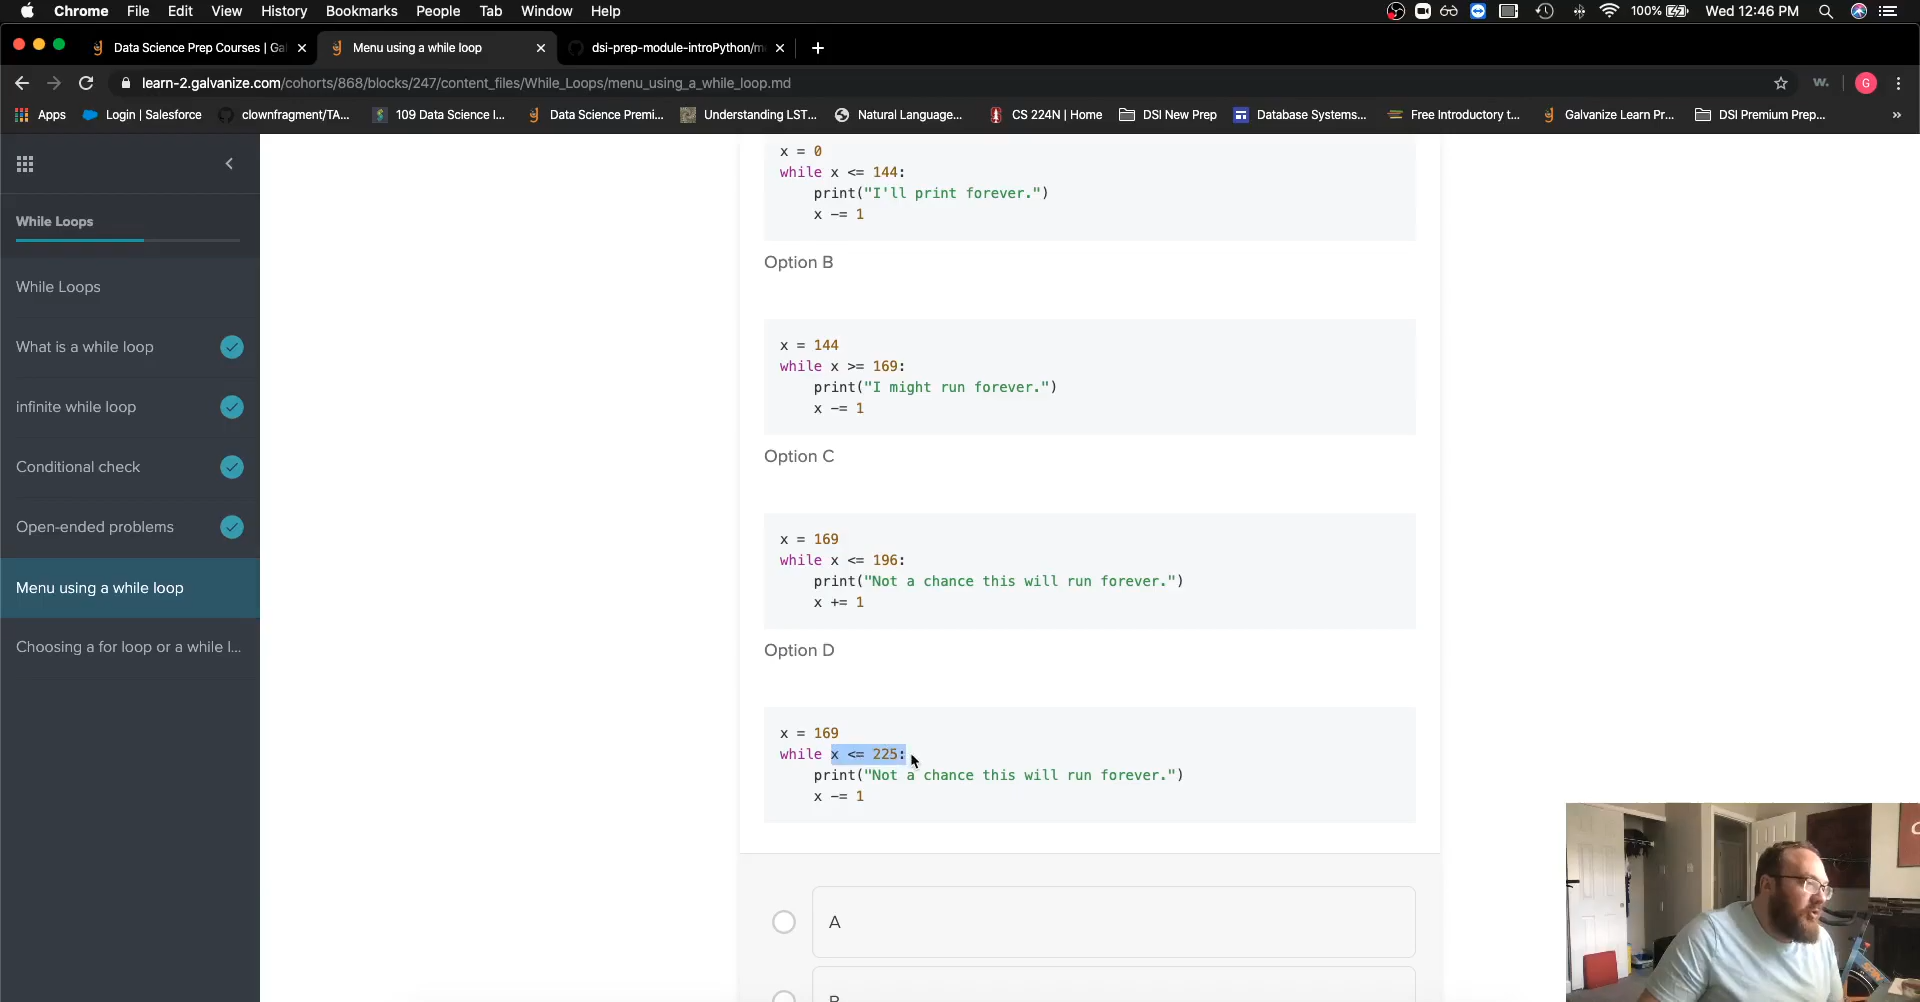 Chrome File Edit View History Bookmarks People Tab Window Help
100% Wed 12:46 PM
Data Science Prep Courses | Ga
Menu using a while loop
dsi-prep-module-introPython/m
learn-2.galvanize.com/cohorts/868/blocks/247/content_files/While_Loops/menu_using_a_while_loop.md
W.
G
Apps
Login | Salesforce
clownfragment/TA...
109 Data Science I...
Data Science Premi...
Understanding LST...
Natural Language...
CS 224N | Home
DSI New Prep
Database Systems...
Free Introductory t...
Galvanize Learn Pr...
DSI Premium Prep...
»
While Loops
While Loops
What is a while loop
infinite while loop
Conditional check
Open-ended problems
Menu using a while loop
Choosing a for loop or a while l...
x = 0
while x <= 144:
print("I'll print forever.")
x -= 1
Option B
x = 144
while x >= 169:
print("I might run forever.")
x -= 1
Option C
x = 169
while x <= 196:
print("Not a chance this will run forever.")
x += 1
Option D
x = 169
while x <= 225:
print("Not a chance this will run forever.")
x -= 1
A